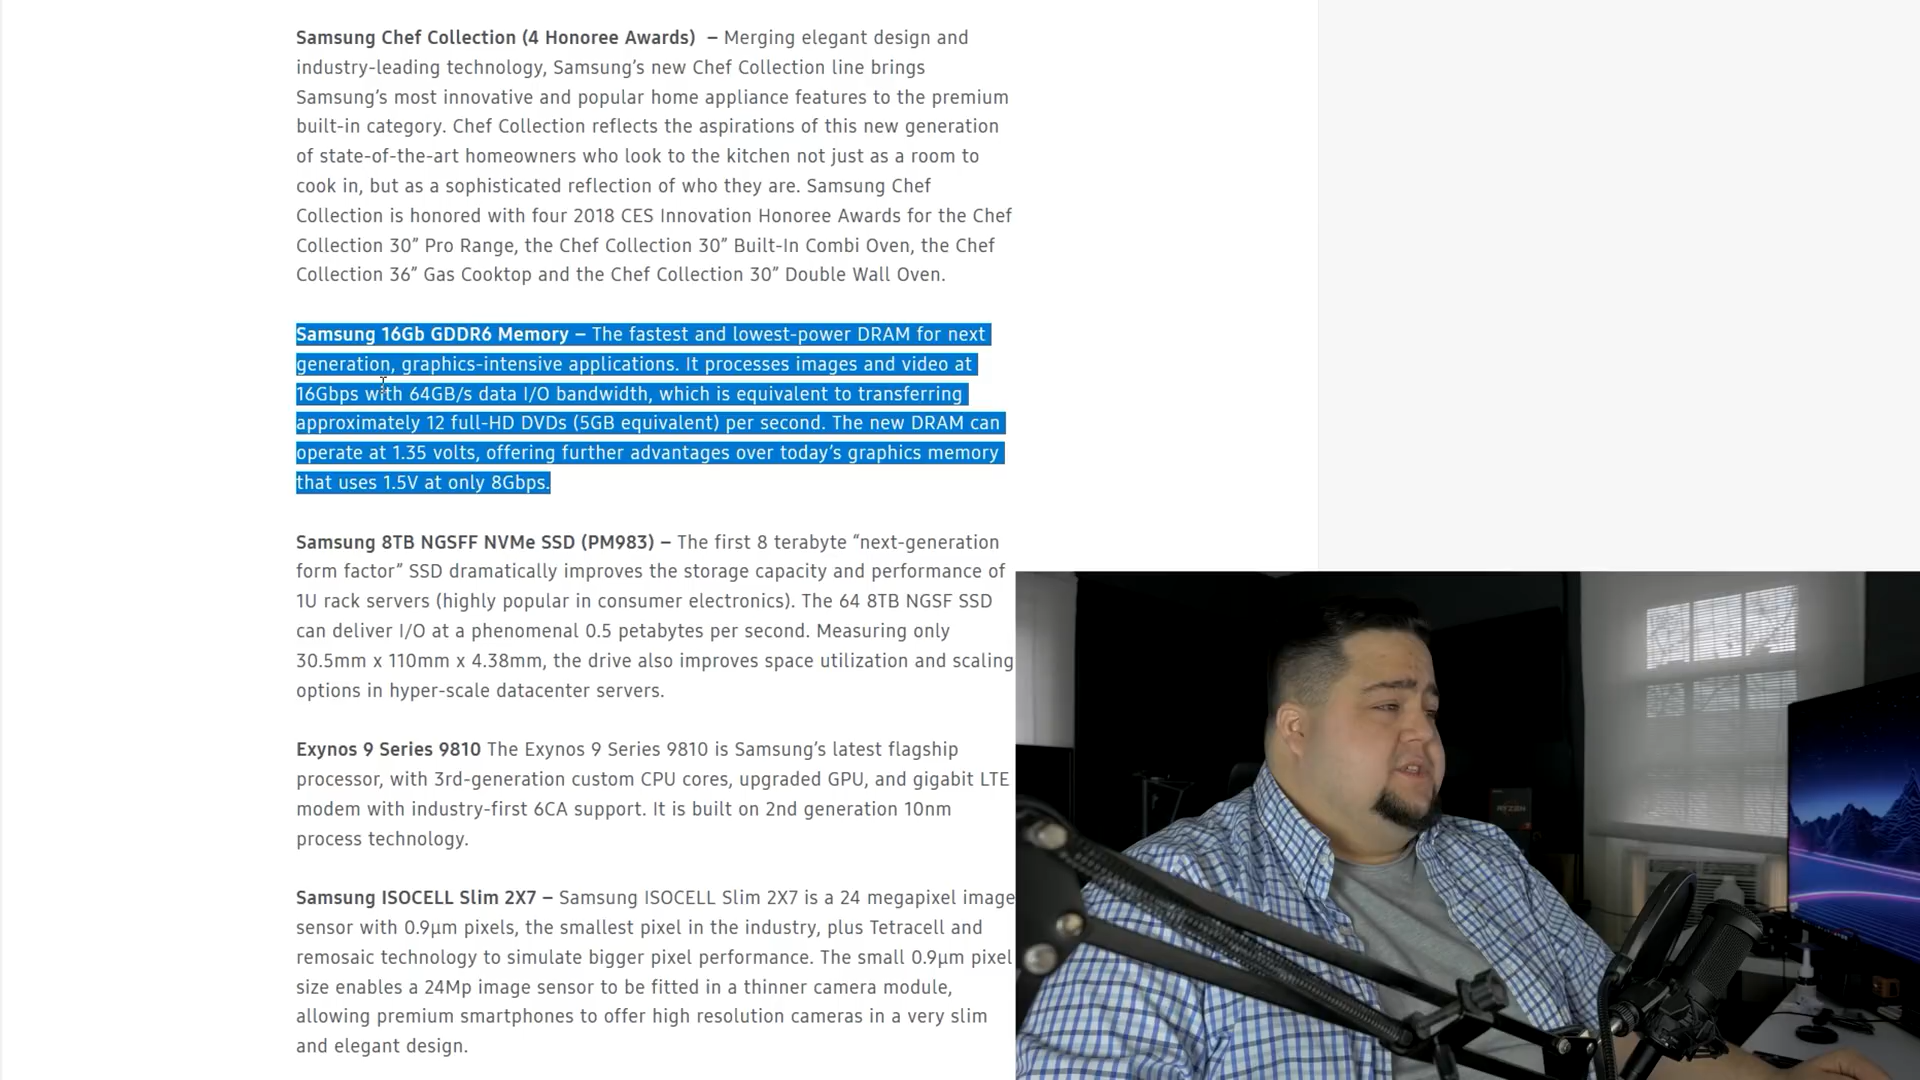 Samsung Chef Collection (4 Honoree Awards) – Merging elegant design and
industry-leading technology, Samsung’s new Chef Collection line brings
Samsung’s most innovative and popular home appliance features to the premium
built-in category. Chef Collection reflects the aspirations of this new generation
of state-of-the-art homeowners who look to the kitchen not just as a room to
cook in, but as a sophisticated reflection of who they are. Samsung Chef
Collection is honored with four 2018 CES Innovation Honoree Awards for the Chef
Collection 30” Pro Range, the Chef Collection 30” Built-In Combi Oven, the Chef
Collection 36” Gas Cooktop and the Chef Collection 30” Double Wall Oven.
Samsung 16Gb GDDR6 Memory – The fastest and lowest-power DRAM for next
generation, graphics-intensive applications. It processes images and video at
16Gbps with 64GB/s data I/O bandwidth, which is equivalent to transferring
approximately 12 full-HD DVDs (5GB equivalent) per second. The new DRAM can
operate at 1.35 volts, offering further advantages over today’s graphics memory
that uses 1.5V at only 8Gbps.
Samsung 8TB NGSFF NVMe SSD (PM983) – The first 8 terabyte “next-generation
form factor” SSD dramatically improves the storage capacity and performance of
1U rack servers (highly popular in consumer electronics). The 64 8TB NGSF SSD
can deliver I/O at a phenomenal 0.5 petabytes per second. Measuring only
30.5mm x 110mm x 4.38mm, the drive also improves space utilization and scaling
options in hyper-scale datacenter servers.
Exynos 9 Series 9810 The Exynos 9 Series 9810 is Samsung’s latest flagship
processor, with 3rd-generation custom CPU cores, upgraded GPU, and gigabit LTE
modem with industry-first 6CA support. It is built on 2nd generation 10nm
process technology.
Samsung ISOCELL Slim 2X7 – Samsung ISOCELL Slim 2X7 is a 24 megapixel image
sensor with 0.9μm pixels, the smallest pixel in the industry, plus Tetracell and
remosaic technology to simulate bigger pixel performance. The small 0.9μm pixel
size enables a 24Mp image sensor to be fitted in a thinner camera module,
allowing premium smartphones to offer high resolution cameras in a very slim
and elegant design.
RYZEN